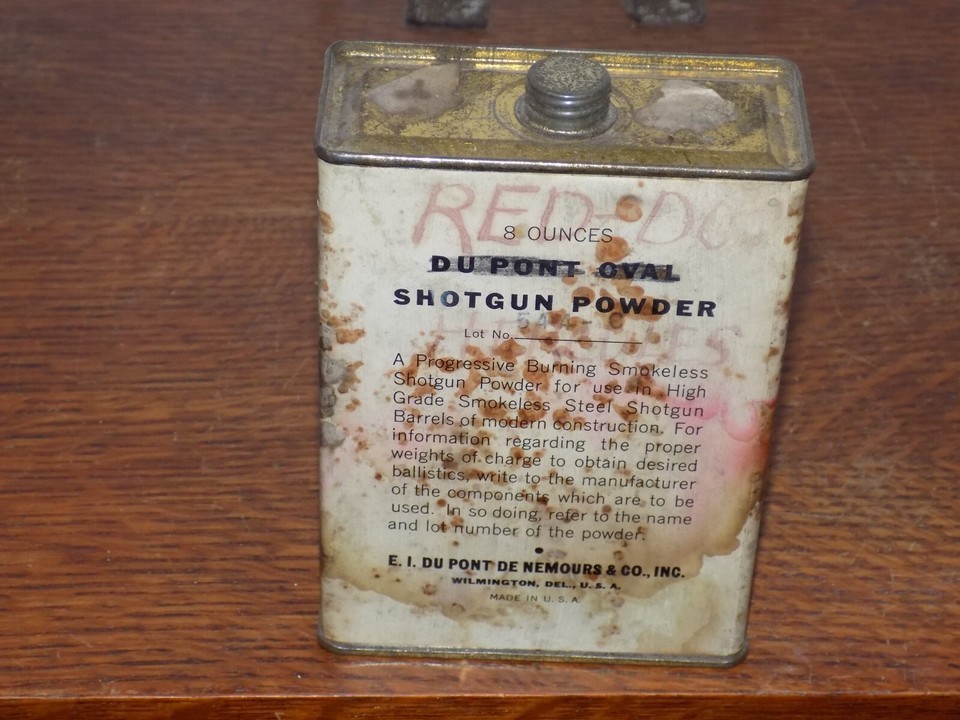 RED-DO
8 OUNCES
DU PONT OVAL
SHOTGUN POWDER
Lot No.
A Progressive Burning Smokeless
Shotgun Powder for use in High
Grade Smokeless Steel Shotgun
Barrels of modern construction. For
information regarding the proper
weights of charge to obtain desired
ballistics, write to the manufacturer
of the components which are to be
used. In so doing, refer to the name
and lot number of the powder.
E. I. DU PONT DE NEMOURS & CO., INC.
WILMINGTON, DEL., U. S. A.
MADE IN U. S. A.